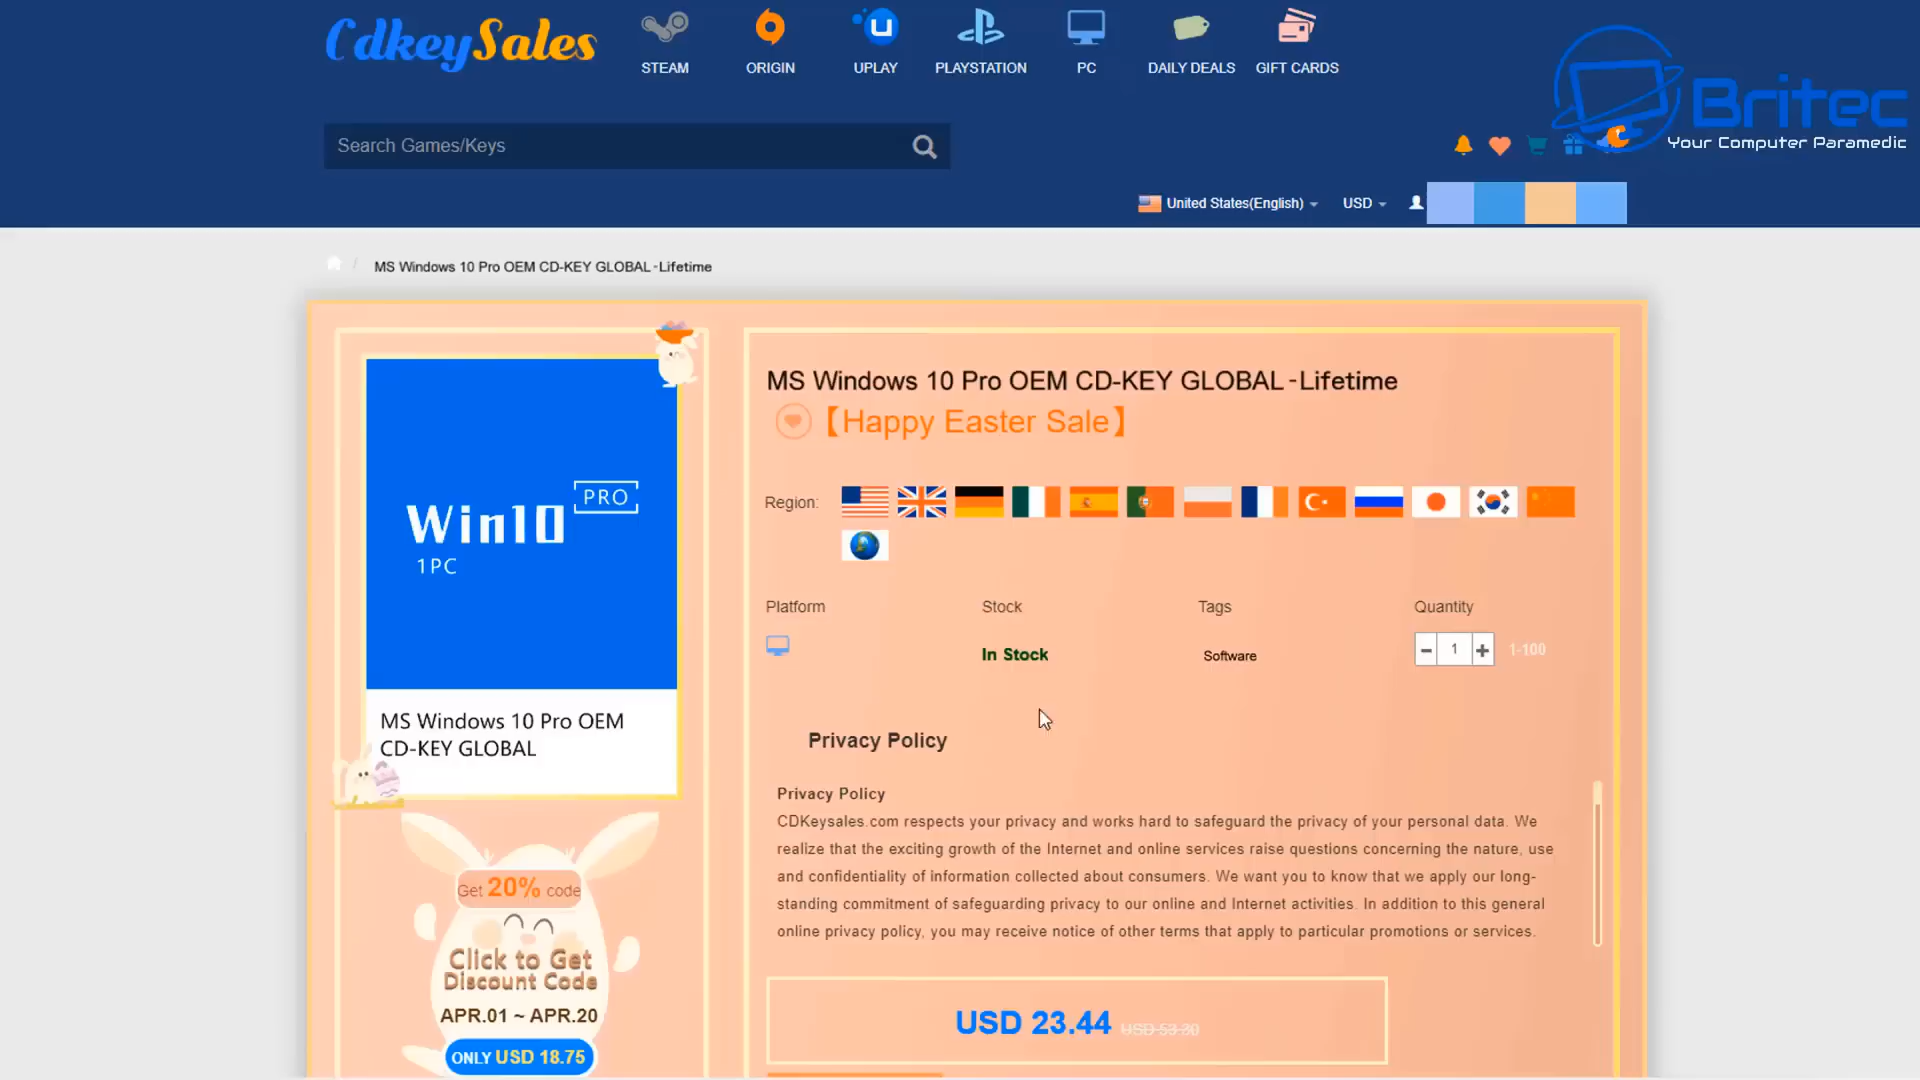 CdkeySales
STEAM
ORIGIN
UPLAY
PLAYSTATION
PC
DAILY DEALS
GIFT CARDS
Britec
Your Computer Paramedic
Search Games/Keys
United States(English)
USD
MS Windows 10 Pro OEM CD-KEY GLOBAL -Lifetime
Win10 PRO
1PC
MS Windows 10 Pro OEM
CD-KEY GLOBAL
Get 20% code
Click to Get
Discount Code
APR.01 ~ APR.20
ONLY USD 18.75
MS Windows 10 Pro OEM CD-KEY GLOBAL -Lifetime
【Happy Easter Sale】
Region:
Platform
Stock
Tags
Quantity
In Stock
Software
1
1-100
Privacy Policy
Privacy Policy
CDKeysales.com respects your privacy and works hard to safeguard the privacy of your personal data. We
realize that the exciting growth of the Internet and online services raise questions concerning the nature, use
and confidentiality of information collected about consumers. We want you to know that we apply our long-
standing commitment of safeguarding privacy to our online and Internet activities. In addition to this general
online privacy policy, you may receive notice of other terms that apply to particular promotions or services.
USD 23.44 USD 53.30